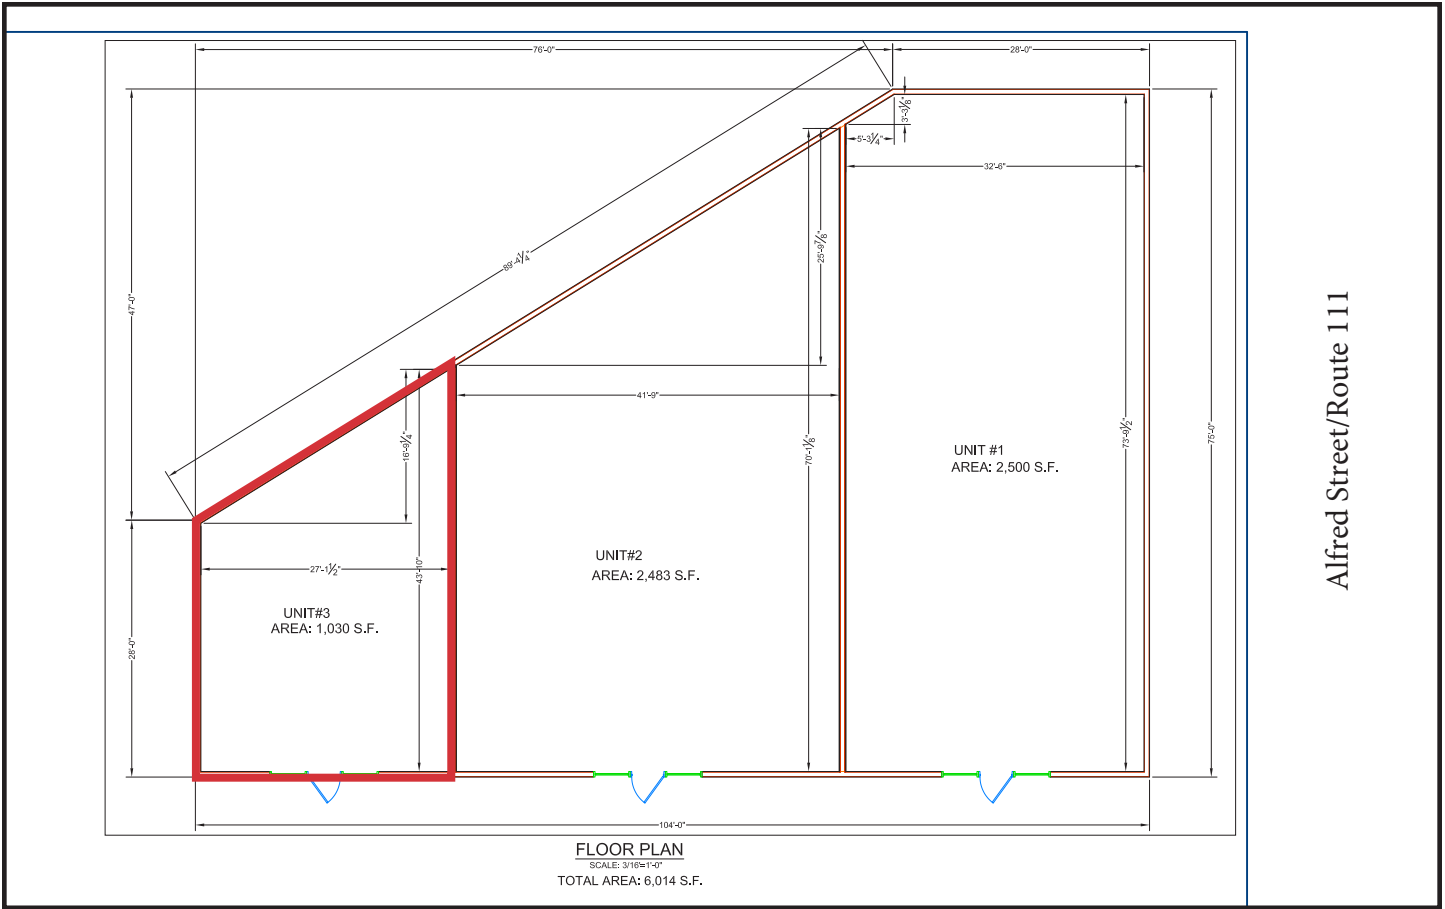 76'-0"
28'-0"
3'-3⅛"
5'-3¼"
32'-6"
25'-9⅞"
89'-4¼"
47'-0"
41'-9"
16'-9¼"
70'-1⅛"
73'-9½"
75'-0"
UNIT #1
AREA: 2,500 S.F.
UNIT#2
AREA: 2,483 S.F.
27'-1½"
43'-10"
UNIT#3
AREA: 1,030 S.F.
28'-0"
104'-0"
FLOOR PLAN
SCALE: 3/16"=1'-0"
TOTAL AREA: 6,014 S.F.
Alfred Street/Route 111